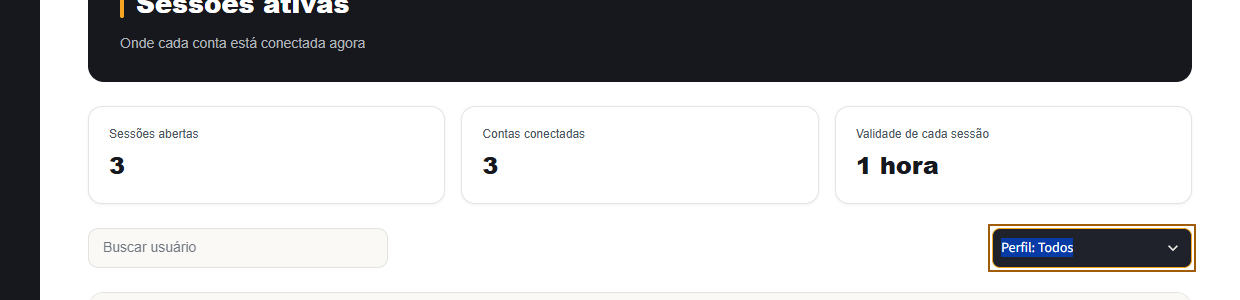 Sessões ativas
Onde cada conta está conectada agora
Sessões abertas
3
Contas conectadas
3
Validade de cada sessão
1 hora
Buscar usuário
Perfil: Todos